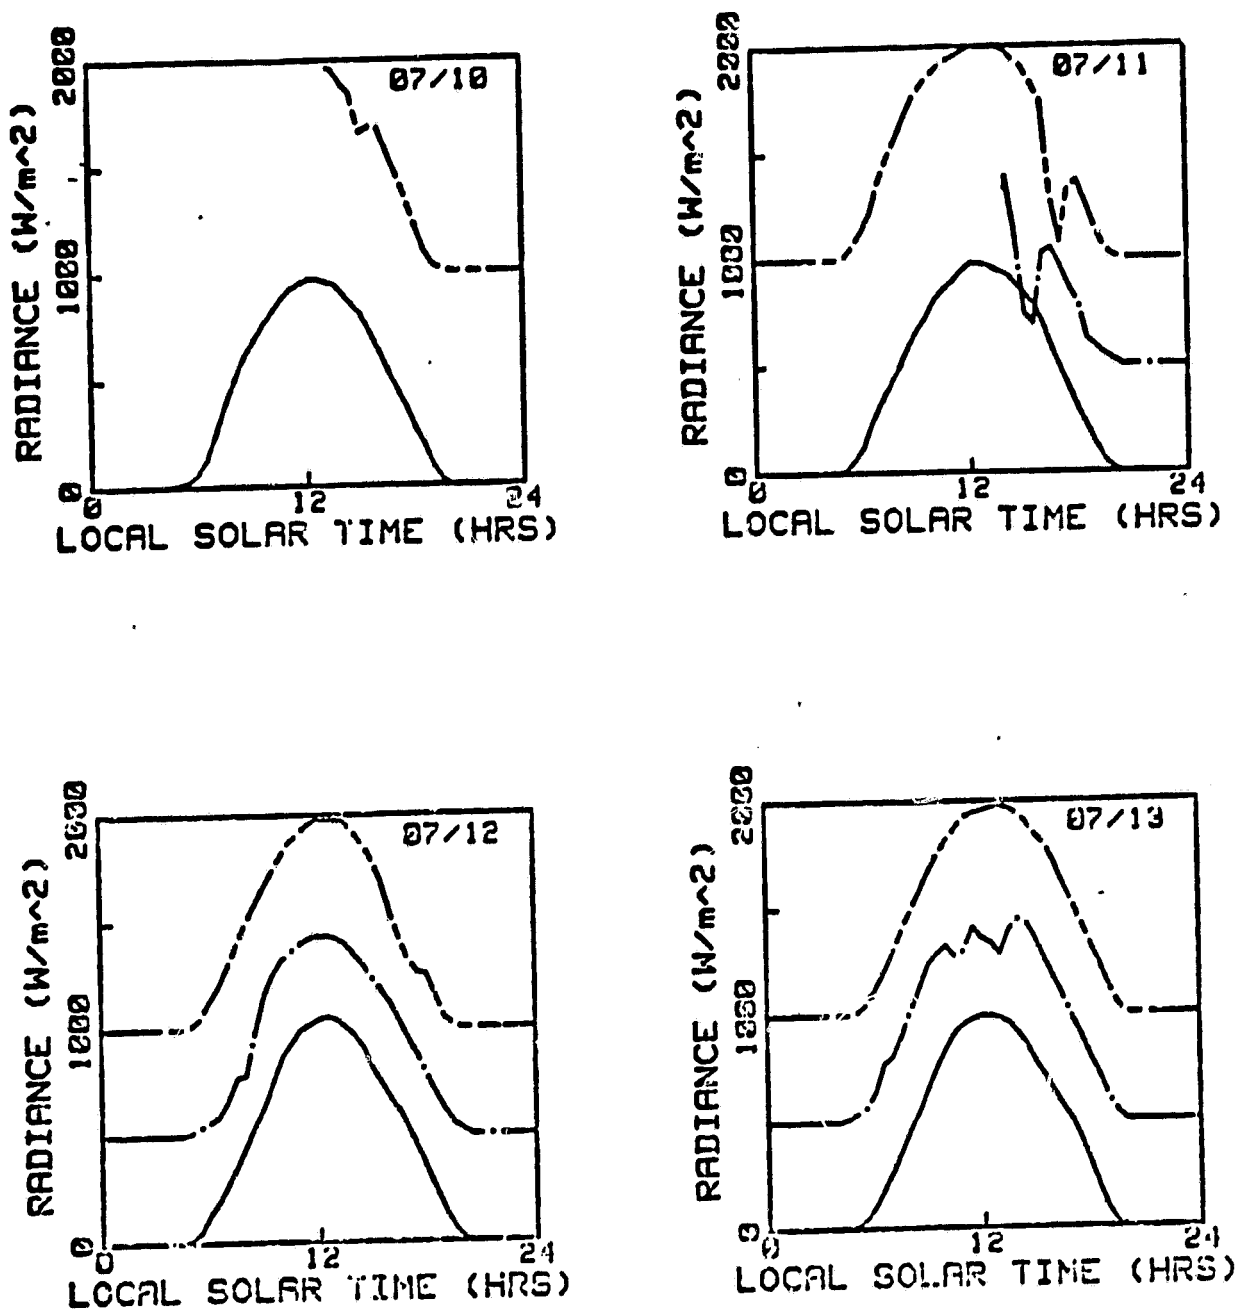 07/10
RADIANCE (W/m^2)
2000
1000
0
0 12 24
LOCAL SOLAR TIME (HRS)
07/11
RADIANCE (W/m^2)
2000
1000
0
0 12 24
LOCAL SOLAR TIME (HRS)
07/12
RADIANCE (W/m^2)
2000
1000
0
0 12 24
LOCAL SOLAR TIME (HRS)
07/13
RADIANCE (W/m^2)
2000
1000
0
0 12 24
LOCAL SOLAR TIME (HRS)